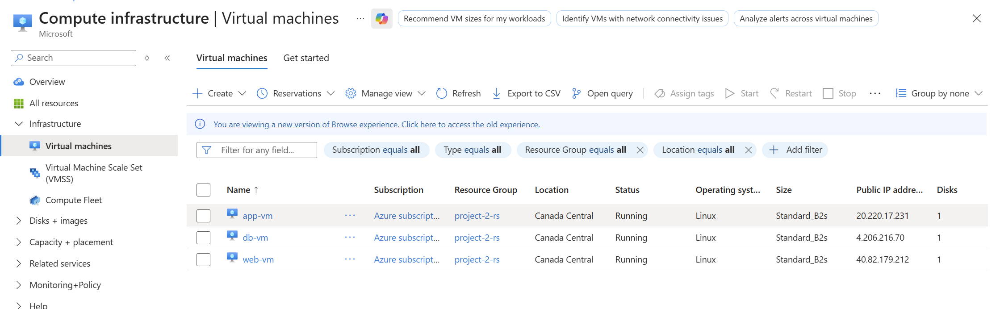 Compute infrastructure | Virtual machines ...
Recommend VM sizes for my workloads
Identify VMs with network connectivity issues
Analyze alerts across virtual machines
Microsoft
Search
Overview
All resources
Infrastructure
Virtual machines
Virtual Machine Scale Set
(VMSS)
Compute Fleet
Disks + images
Capacity + placement
Related services
Monitoring+Policy
Help
Virtual machines Get started
Create Reservations Manage view Refresh Export to CSV Open query Assign tags Start Restart Stop ... Group by none
You are viewing a new version of Browse experience. Click here to access the old experience.
Filter for any field... Subscription equals all Type equals all Resource Group equals all Location equals all Add filter
Name ↑ Subscription Resource Group Location Status Operating syst... Size Public IP addre... Disks
app-vm ... Azure subscript... project-2-rs Canada Central Running Linux Standard_B2s 20.220.17.231 1
db-vm ... Azure subscript... project-2-rs Canada Central Running Linux Standard_B2s 4.206.216.70 1
web-vm ... Azure subscript... project-2-rs Canada Central Running Linux Standard_B2s 40.82.179.212 1